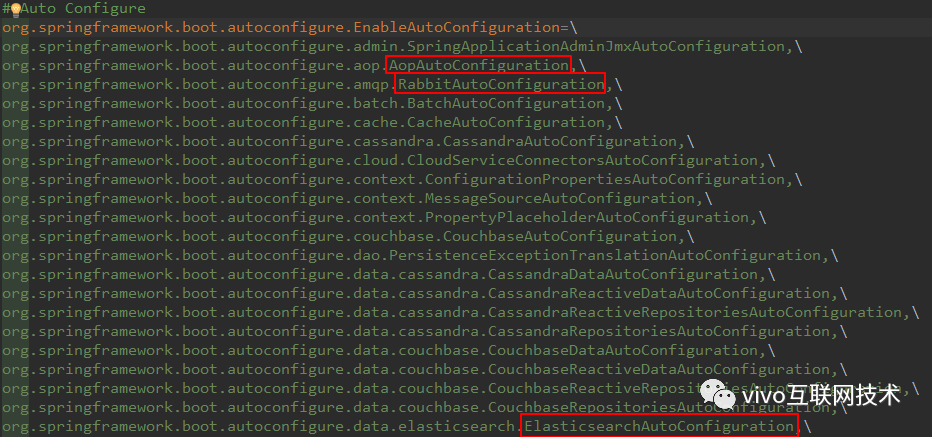 # Auto Configure
org.springframework.boot.autoconfigure.EnableAutoConfiguration=\
org.springframework.boot.autoconfigure.admin.SpringApplicationAdminJmxAutoConfiguration,\
org.springframework.boot.autoconfigure.aop.AopAutoConfiguration,\
org.springframework.boot.autoconfigure.amqp.RabbitAutoConfiguration,\
org.springframework.boot.autoconfigure.batch.BatchAutoConfiguration,\
org.springframework.boot.autoconfigure.cache.CacheAutoConfiguration,\
org.springframework.boot.autoconfigure.cassandra.CassandraAutoConfiguration,\
org.springframework.boot.autoconfigure.cloud.CloudServiceConnectorsAutoConfiguration,\
org.springframework.boot.autoconfigure.context.ConfigurationPropertiesAutoConfiguration,\
org.springframework.boot.autoconfigure.context.MessageSourceAutoConfiguration,\
org.springframework.boot.autoconfigure.context.PropertyPlaceholderAutoConfiguration,\
org.springframework.boot.autoconfigure.couchbase.CouchbaseAutoConfiguration,\
org.springframework.boot.autoconfigure.dao.PersistenceExceptionTranslationAutoConfiguration,\
org.springframework.boot.autoconfigure.data.cassandra.CassandraDataAutoConfiguration,\
org.springframework.boot.autoconfigure.data.cassandra.CassandraReactiveDataAutoConfiguration,\
org.springframework.boot.autoconfigure.data.cassandra.CassandraReactiveRepositoriesAutoConfiguration,\
org.springframework.boot.autoconfigure.data.cassandra.CassandraRepositoriesAutoConfiguration,\
org.springframework.boot.autoconfigure.data.couchbase.CouchbaseDataAutoConfiguration,\
org.springframework.boot.autoconfigure.data.couchbase.CouchbaseReactiveDataAutoConfiguration,\
org.springframework.boot.autoconfigure.data.couchbase.CouchbaseReactiveRepositoriesAutoConfiguration,\
org.springframework.boot.autoconfigure.data.couchbase.CouchbaseRepositoriesAutoConfiguration,\
org.springframework.boot.autoconfigure.data.elasticsearch.ElasticsearchAutoConfiguration,\
vivo互联网技术